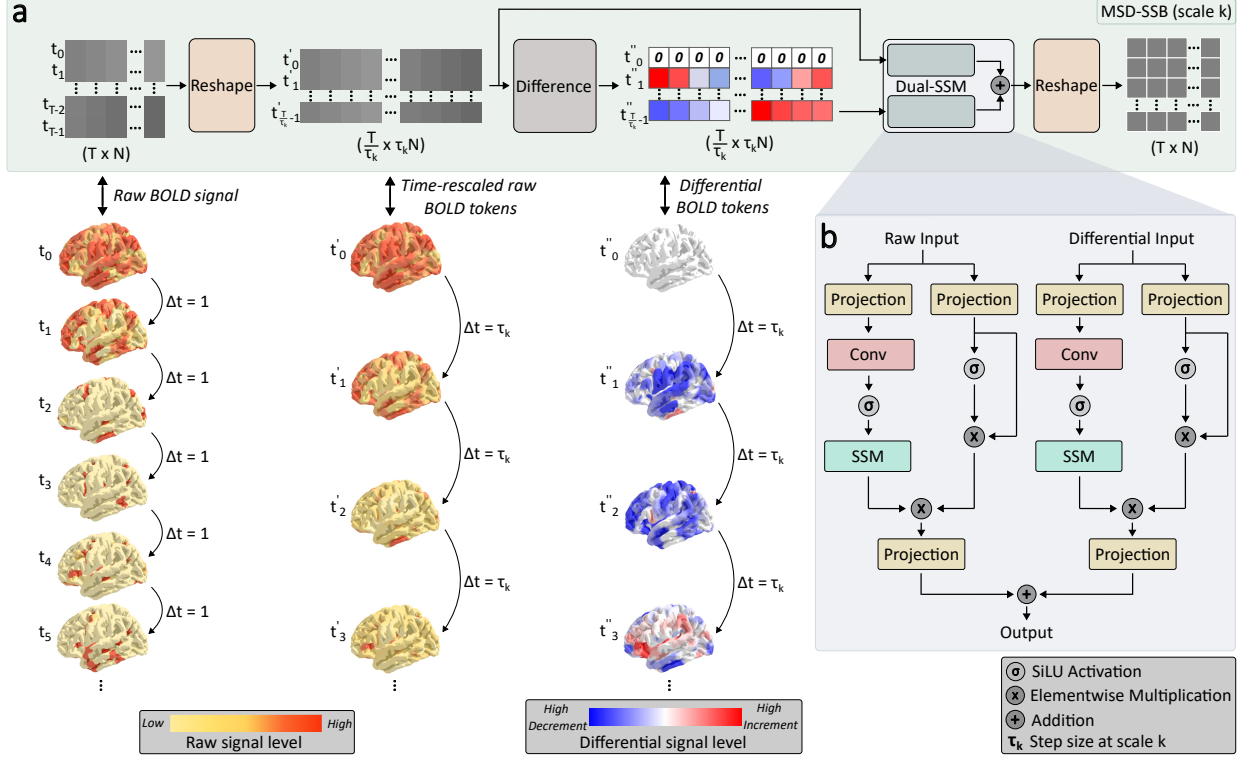 a
MSD-SSB (scale k)
t0
t1
tT-2
tT-1
(T x N)
Reshape
t'0
t'1
t'T/τk-1
(T/τk x τkN)
Difference
t''0
t''1
t''T/τk-1
0 0 0 0 ... 0 0 0 0
(T/τk x τkN)
Dual-SSM
+
Reshape
(T x N)
Raw BOLD signal
Time-rescaled raw
BOLD tokens
Differential
BOLD tokens
t0
Δt = 1
t1
Δt = 1
t2
Δt = 1
t3
Δt = 1
t4
Δt = 1
t5
t'0
Δt = τk
t'1
Δt = τk
t'2
Δt = τk
t'3
t''0
Δt = τk
t''1
Δt = τk
t''2
Δt = τk
t''3
Low
High
Raw signal level
High
Decrement
High
Increment
Differential signal level
b
Raw Input
Differential Input
Projection Projection Projection Projection
Conv σ Conv σ
σ x σ x
SSM SSM
x x
Projection Projection
+
Output
σ SiLU Activation
x Elementwise Multiplication
+ Addition
τk Step size at scale k